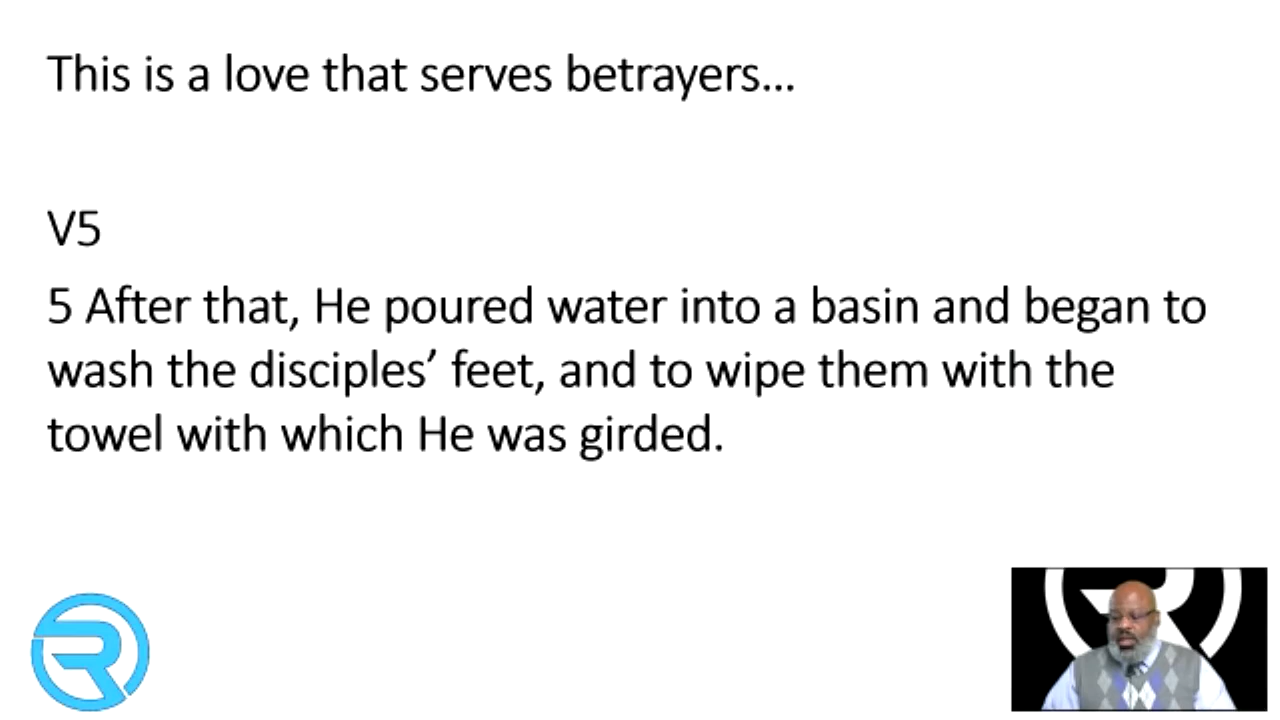 This is a love that serves betrayers...
V5
5 After that, He poured water into a basin and began to
wash the disciples’ feet, and to wipe them with the
towel with which He was girded.